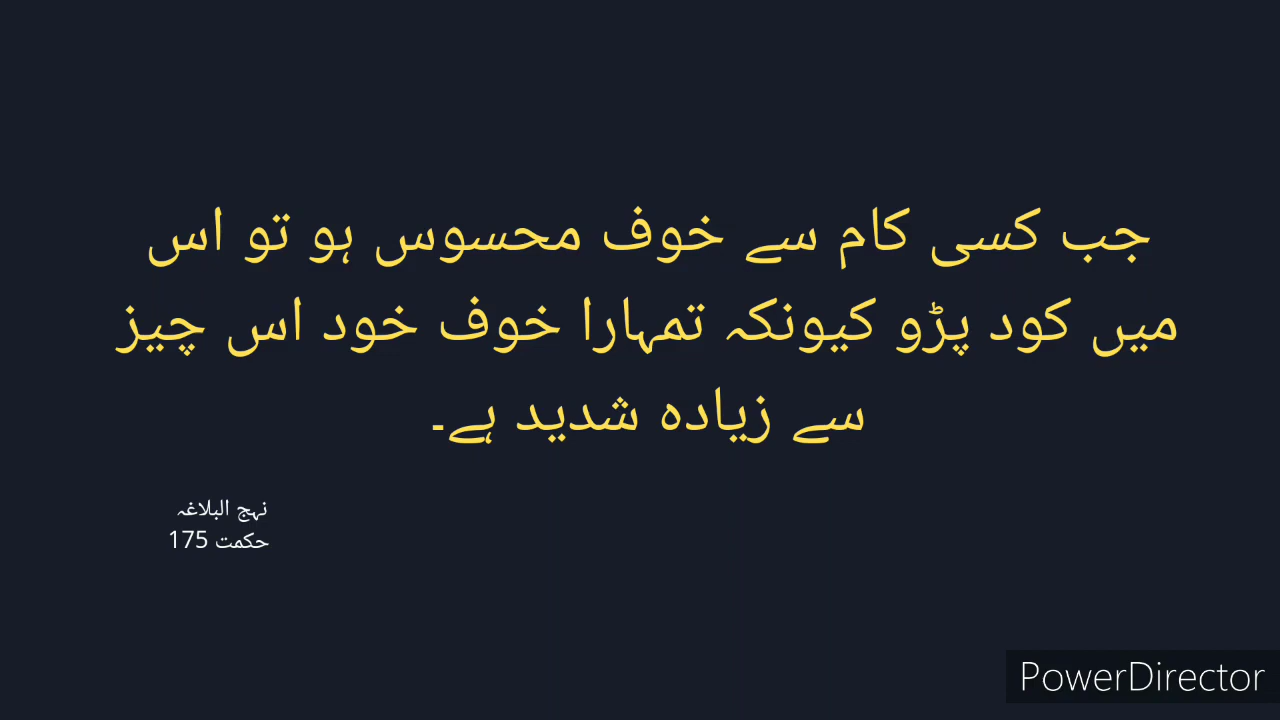 جب کسی کام سے خوف محسوس ہو تو اس
میں کود پڑو کیونکہ تمہارا خوف خود اس چیز
سے زیادہ شدید ہے۔
نہج البلاغہ
حکمت 175
PowerDirector